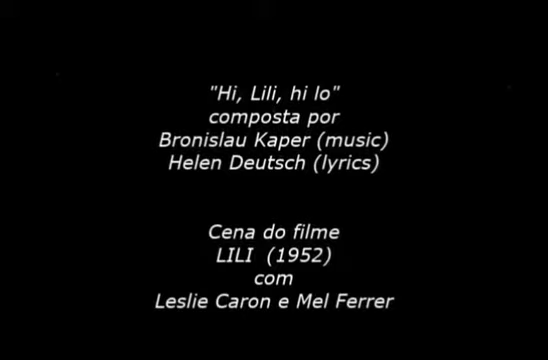 "Hi, Lili, hi lo"
composta por
Bronislau Kaper (music)
Helen Deutsch (lyrics)
Cena do filme
LILI (1952)
com
Leslie Caron e Mel Ferrer